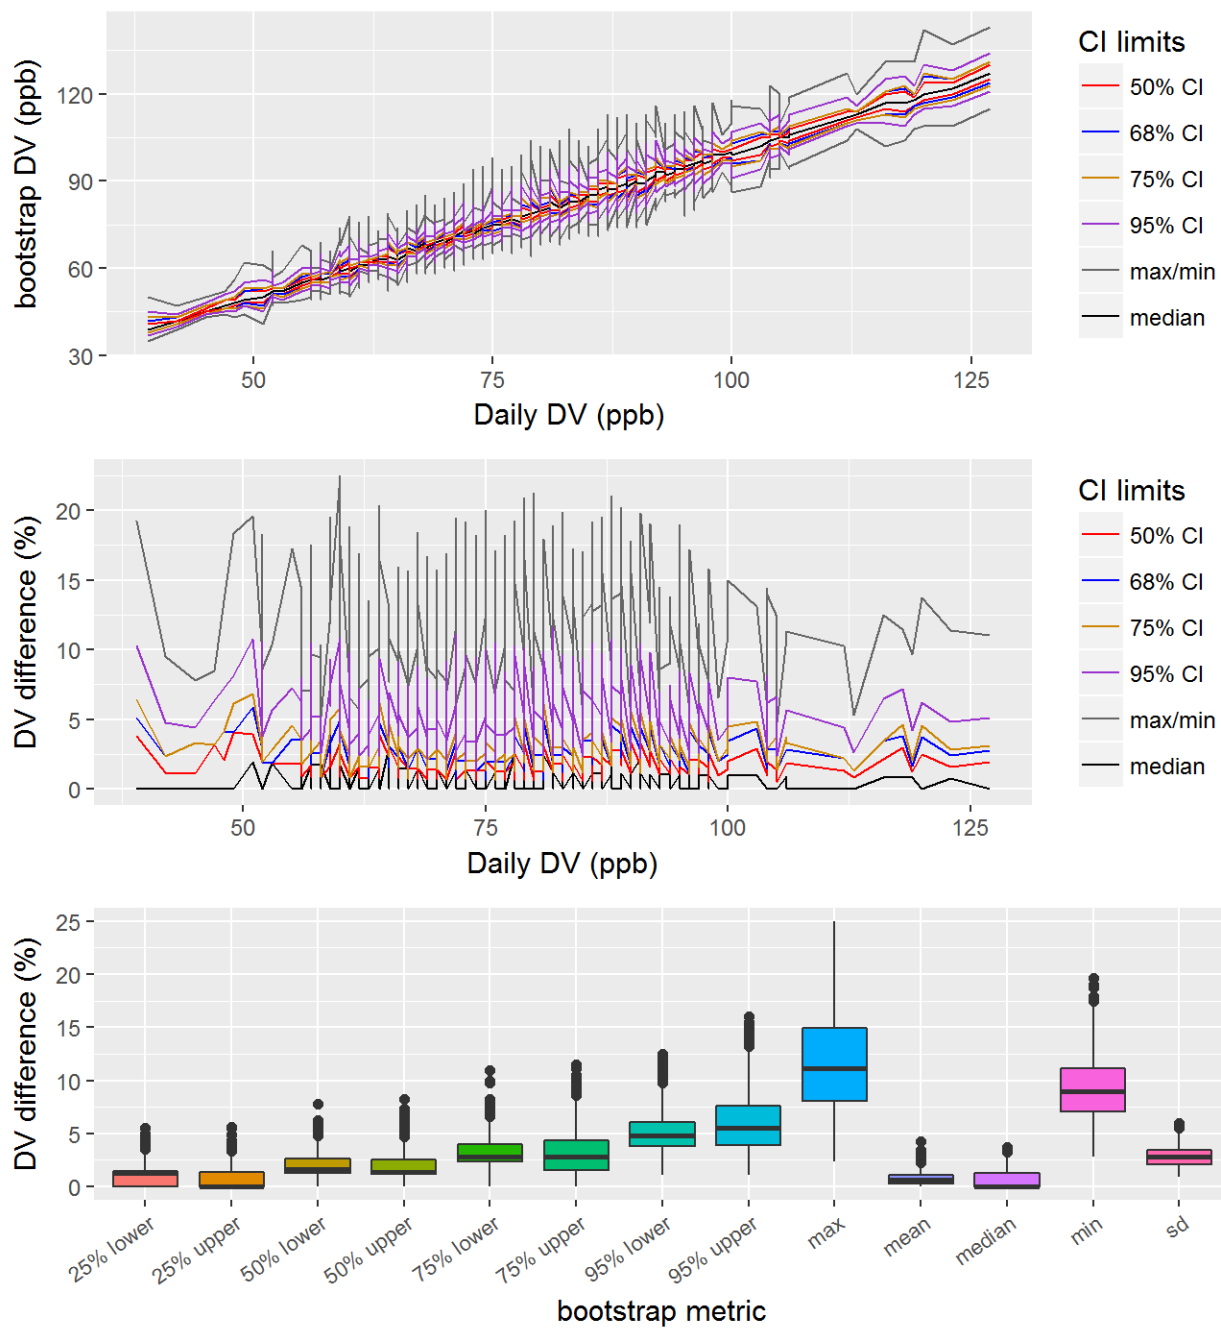 bootstrap DV (ppb)
120
90
60
30
50
75
100
125
Daily DV (ppb)
CI limits
50% CI
68% CI
75% CI
95% CI
max/min
median
DV difference (%)
20
15
10
5
0
50
75
100
125
Daily DV (ppb)
CI limits
50% CI
68% CI
75% CI
95% CI
max/min
median
DV difference (%)
25
20
15
10
5
0
25% lower
25% upper
50% lower
50% upper
75% lower
75% upper
95% lower
95% upper
max
mean
median
min
sd
bootstrap metric